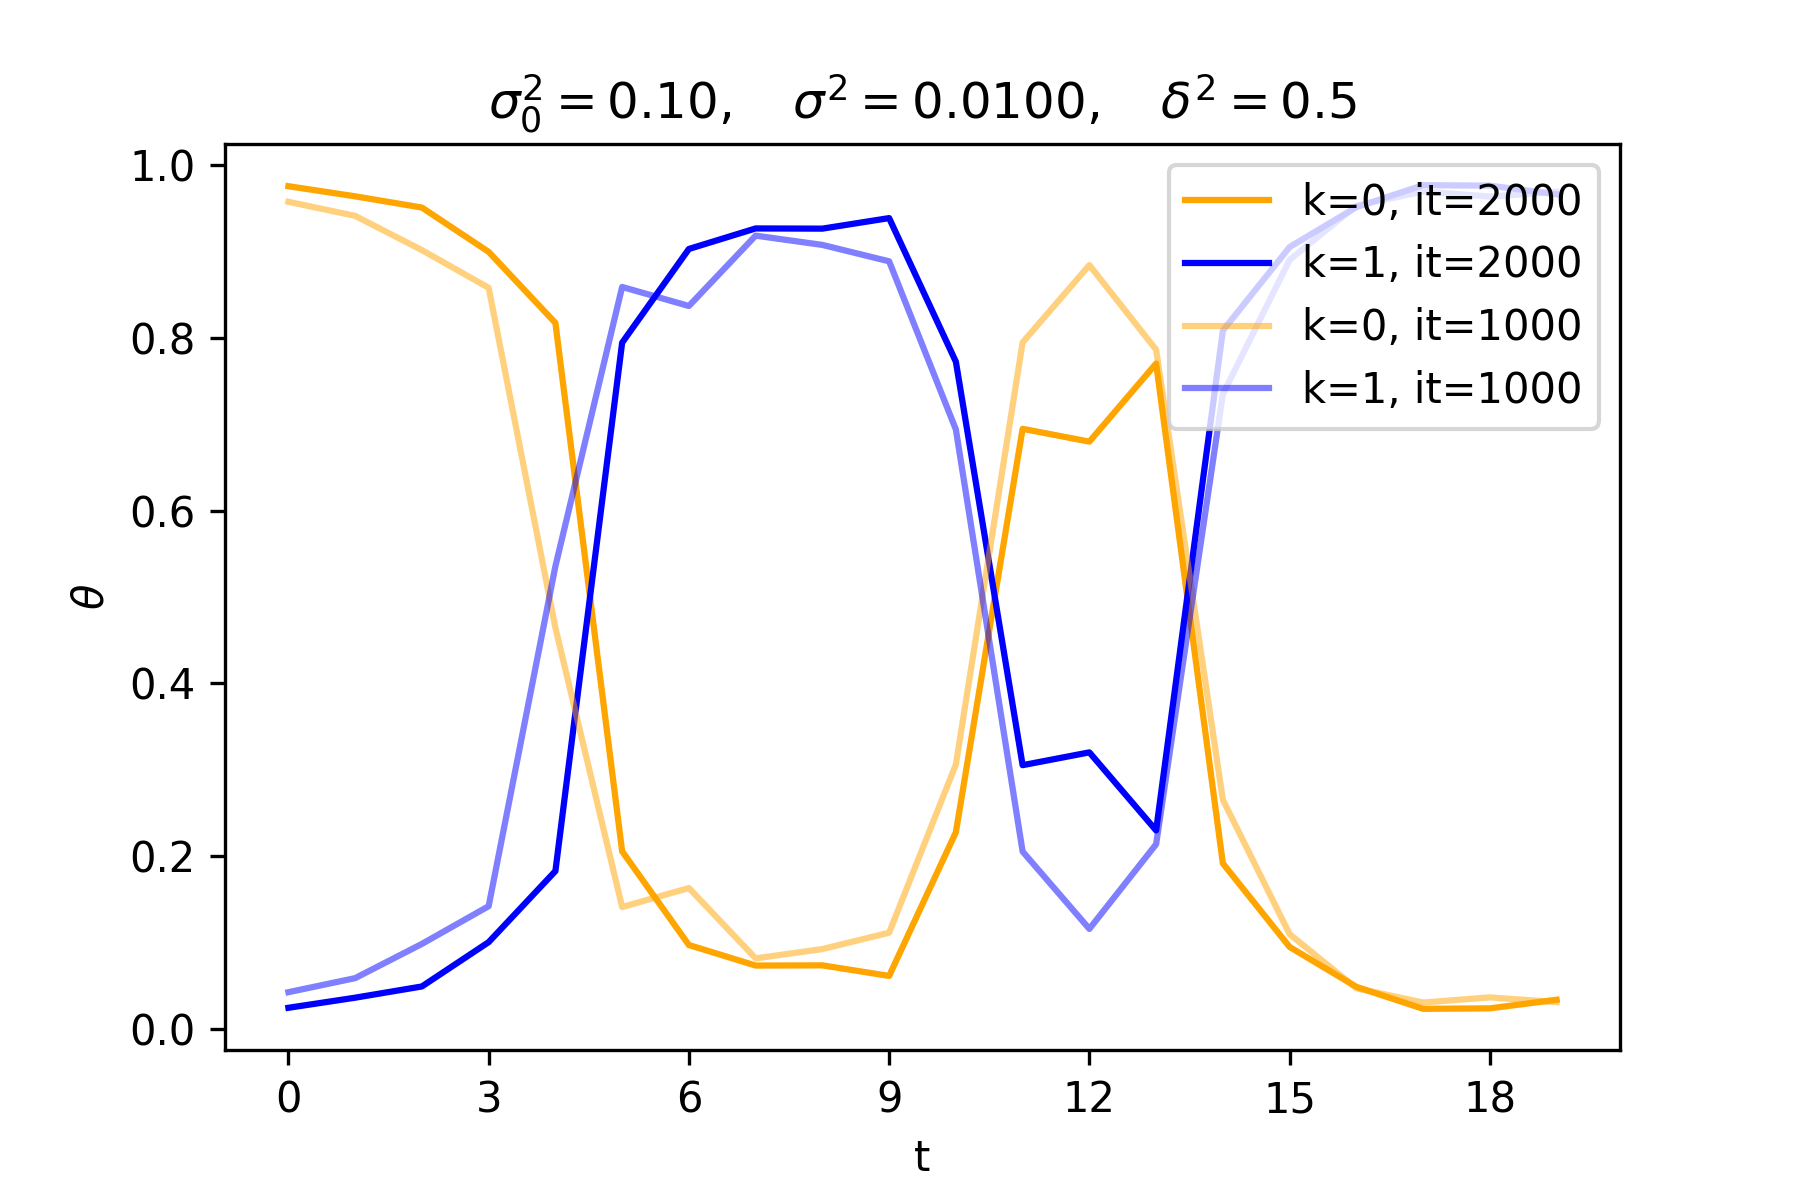 σ₀² = 0.10, σ² = 0.0100, δ² = 0.5
1.0
0.8
0.6
0.4
0.2
0.0
θ
k=0, it=2000
k=1, it=2000
k=0, it=1000
k=1, it=1000
0 3 6 9 12 15 18
t